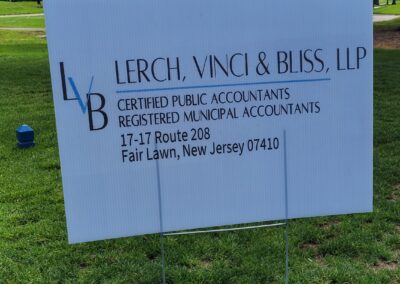 LVB
LERCH, VINCI & BLISS, LLP
CERTIFIED PUBLIC ACCOUNTANTS
REGISTERED MUNICIPAL ACCOUNTANTS
17-17 Route 208
Fair Lawn, New Jersey 07410